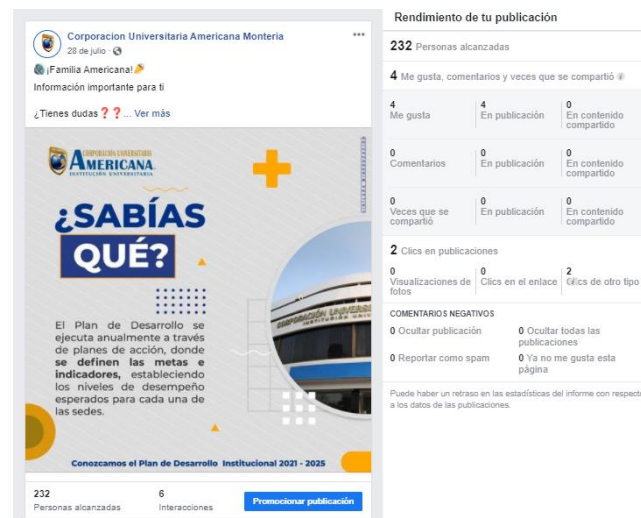 Corporacion Universitaria Americana Monteria
28 de julio ·
¡Familia Americana!
Información importante para ti
¿Tienes dudas ❓❓... Ver más
CORPORACIÓN UNIVERSITARIA
AMERICANA
INSTITUCIÓN UNIVERSITARIA
¿SABÍAS
QUÉ?
El Plan de Desarrollo se
ejecuta anualmente a través
de planes de acción, donde
se definen las metas e
indicadores, estableciendo
los niveles de desempeño
esperados para cada una de
las sedes.
Conozcamos el Plan de Desarrollo Institucional 2021 - 2025
232
Personas alcanzadas
6
Interacciones
Promocionar publicación
Rendimiento de tu publicación
232 Personas alcanzadas
4 Me gusta, comentarios y veces que se compartió
4
Me gusta
4
En publicación
0
En contenido
compartido
0
Comentarios
0
En publicación
0
En contenido
compartido
0
Veces que se
compartió
0
En publicación
0
En contenido
compartido
2 Clics en publicaciones
0
Visualizaciones de
fotos
0
Clics en el enlace
2
Clics de otro tipo
COMENTARIOS NEGATIVOS
0 Ocultar publicación
0 Ocultar todas las
publicaciones
0 Reportar como spam
0 Ya no me gusta esta
página
Puede haber un retraso en las estadísticas del informe con respecto
a los datos de las publicaciones.